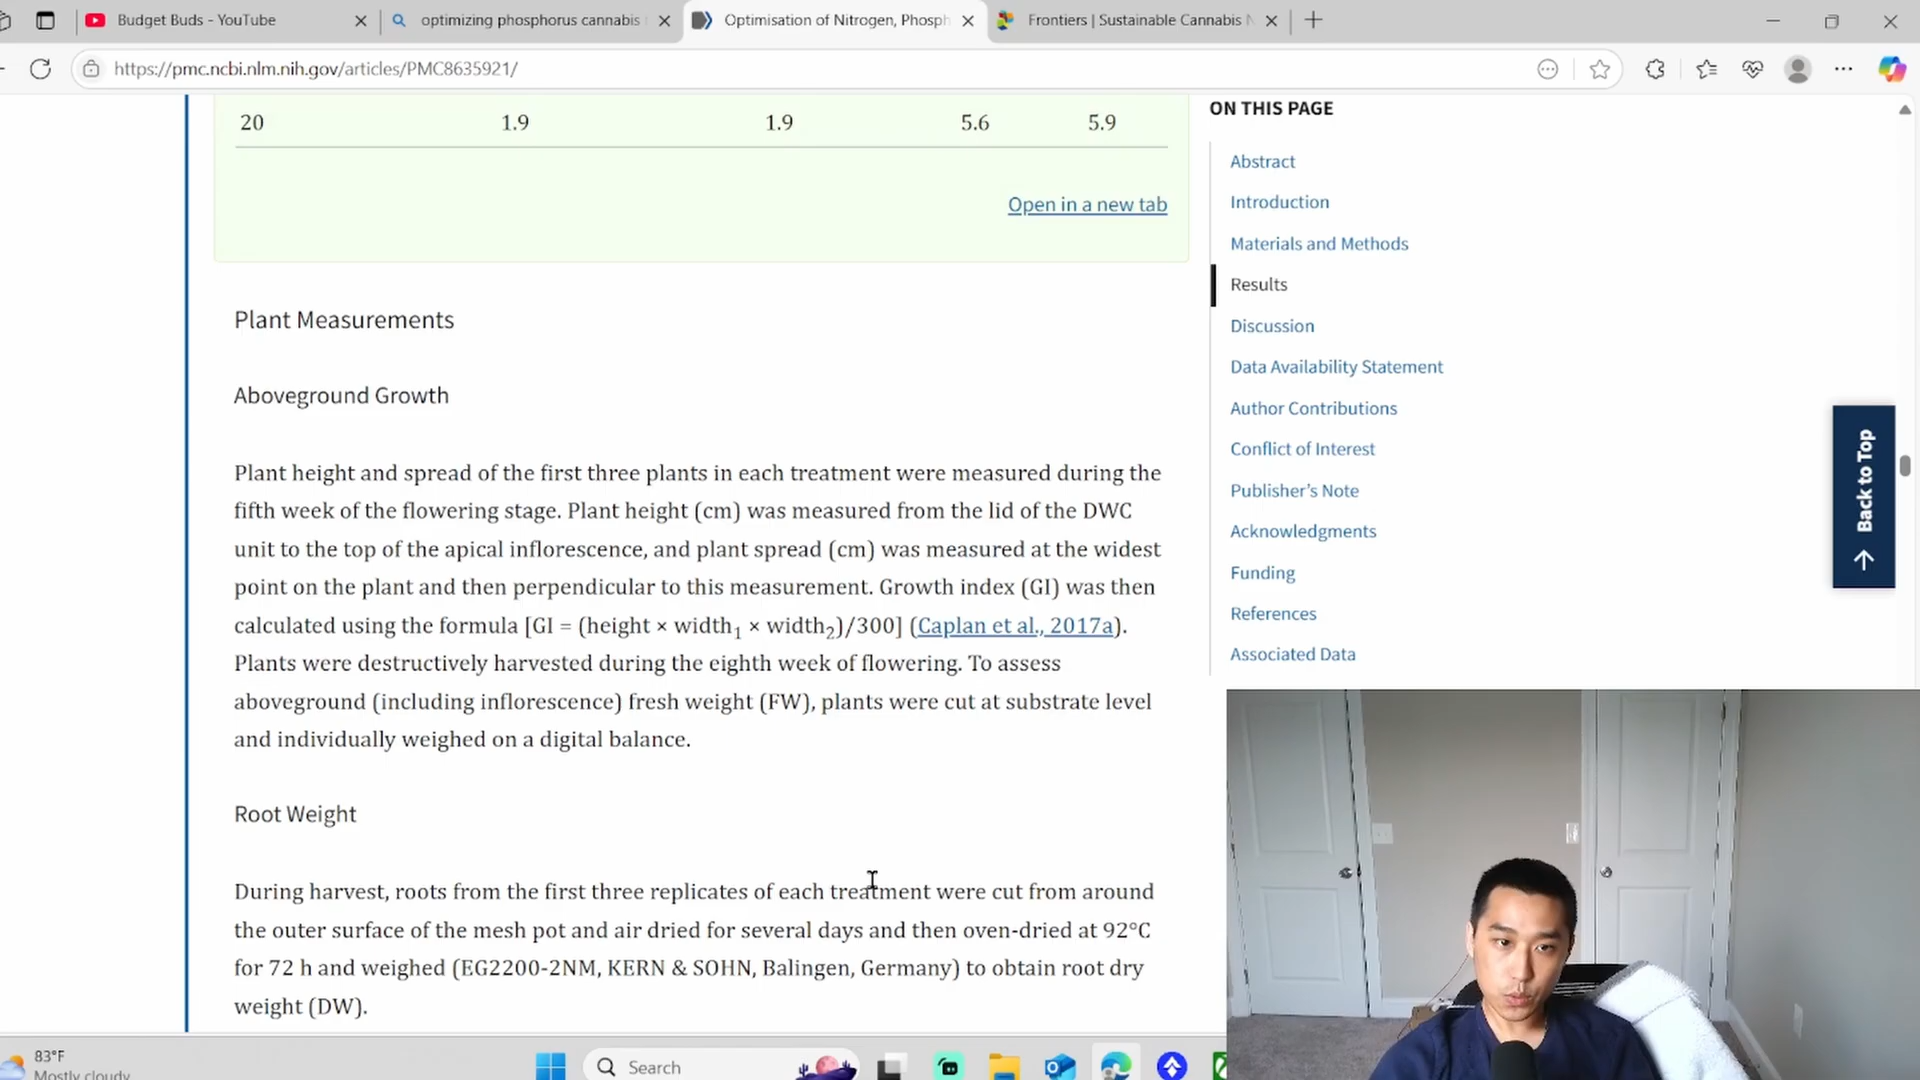 Budget Buds - YouTube
optimizing phosphorus cannabis
Optimisation of Nitrogen, Phosph
Frontiers | Sustainable Cannabis N
https://pmc.ncbi.nlm.nih.gov/articles/PMC8635921/
20 1.9 1.9 5.6 5.9
Open in a new tab
Plant Measurements
Aboveground Growth
Plant height and spread of the first three plants in each treatment were measured during the
fifth week of the flowering stage. Plant height (cm) was measured from the lid of the DWC
unit to the top of the apical inflorescence, and plant spread (cm) was measured at the widest
point on the plant and then perpendicular to this measurement. Growth index (GI) was then
calculated using the formula [GI = (height × width₁ × width₂)/300] (Caplan et al., 2017a).
Plants were destructively harvested during the eighth week of flowering. To assess
aboveground (including inflorescence) fresh weight (FW), plants were cut at substrate level
and individually weighed on a digital balance.
Root Weight
During harvest, roots from the first three replicates of each treatment were cut from around
the outer surface of the mesh pot and air dried for several days and then oven-dried at 92°C
for 72 h and weighed (EG2200-2NM, KERN & SOHN, Balingen, Germany) to obtain root dry
weight (DW).
ON THIS PAGE
Abstract
Introduction
Materials and Methods
Results
Discussion
Data Availability Statement
Author Contributions
Conflict of Interest
Publisher's Note
Acknowledgments
Funding
References
Associated Data
Back to Top
83°F
Mostly cloudy
Search